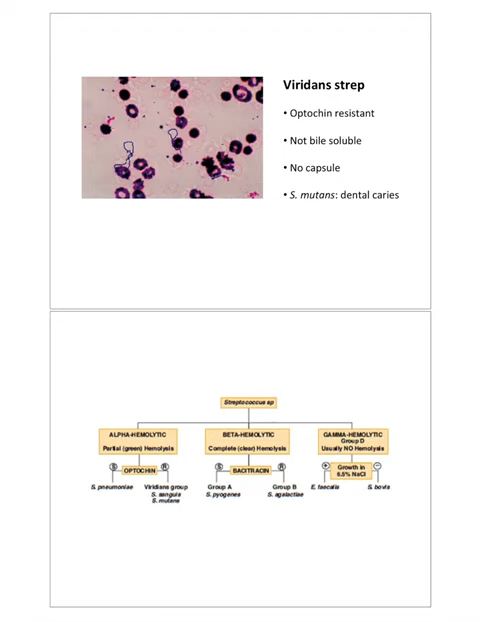 Viridans strep
• Optochin resistant
• Not bile soluble
• No capsule
• S. mutans: dental caries
Streptococcus sp
ALPHA-HEMOLYTIC
Partial (green) Hemolysis
BETA-HEMOLYTIC
Complete (clear) Hemolysis
GAMMA-HEMOLYTIC
Group D
Usually NO Hemolysis
S OPTOCHIN R
S BACITRACIN R
+ Growth in −
6.5% NaCl
S. pneumoniae
Viridians group
S. sanguis
S. mutans
Group A
S. pyogenes
Group B
S. agalactiae
E. faecalis
S. bovis